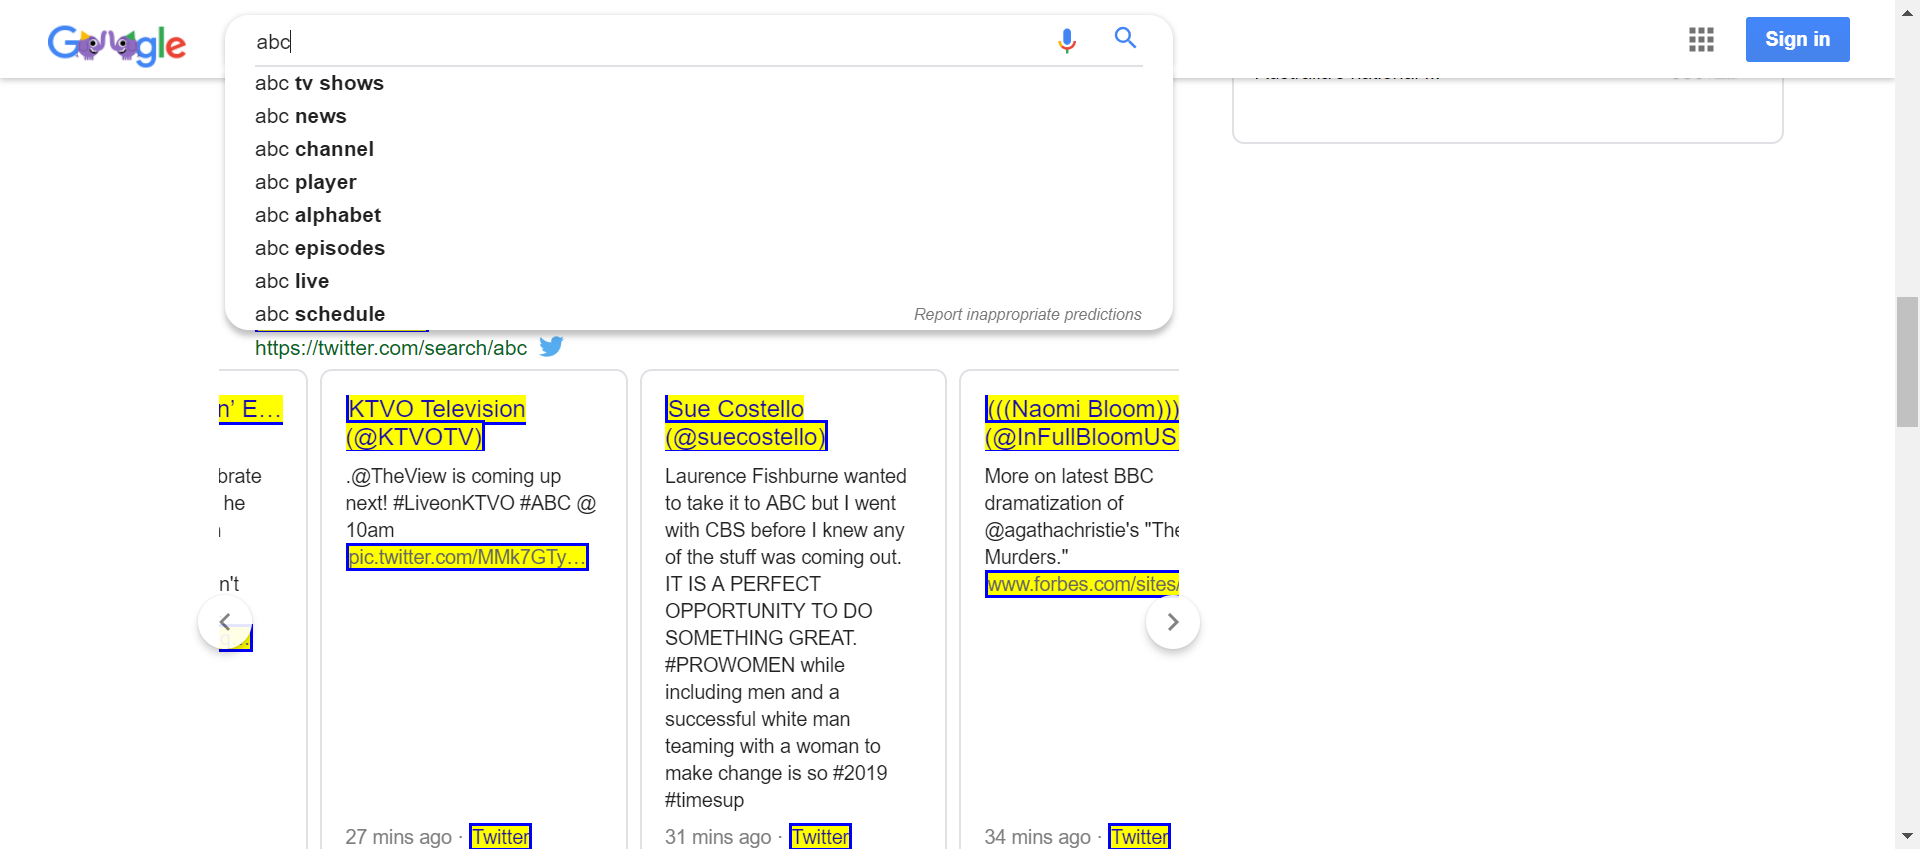 Google
abc
Sign in
abc tv shows
abc news
abc channel
abc player
abc alphabet
abc episodes
abc live
abc schedule
Report inappropriate predictions
https://twitter.com/search/abc
n' E...
brate
he
n't
KTVO Television
(@KTVOTV)
.@TheView is coming up
next! #LiveonKTVO #ABC @
10am
pic.twitter.com/MMk7GTy...
27 mins ago · Twitter
Sue Costello
(@suecostello)
Laurence Fishburne wanted
to take it to ABC but I went
with CBS before I knew any
of the stuff was coming out.
IT IS A PERFECT
OPPORTUNITY TO DO
SOMETHING GREAT.
#PROWOMEN while
including men and a
successful white man
teaming with a woman to
make change is so #2019
#timesup
31 mins ago · Twitter
(((Naomi Bloom)))
(@InFullBloomUS
More on latest BBC
dramatization of
@agathachristie's "The
Murders."
www.forbes.com/sites/
34 mins ago · Twitter